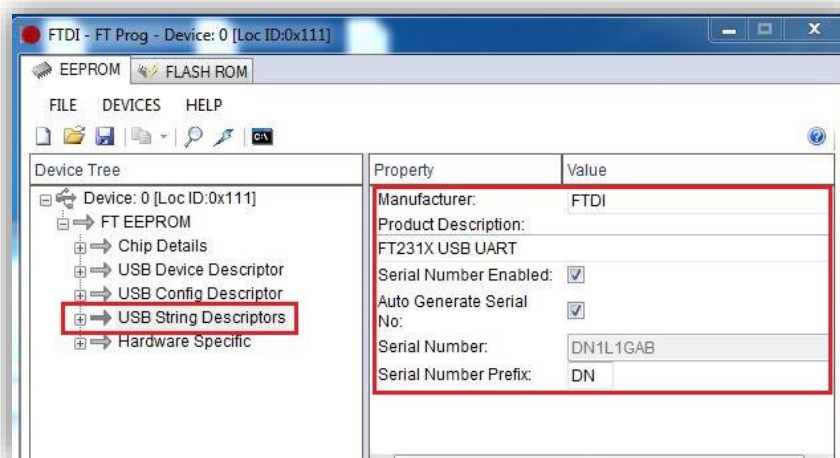 FTDI - FT Prog - Device: 0 [Loc ID:0x111]
EEPROM FLASH ROM
FILE DEVICES HELP
C:\
Device Tree
Device: 0 [Loc ID:0x111]
FT EEPROM
Chip Details
USB Device Descriptor
USB Config Descriptor
USB String Descriptors
Hardware Specific
Property Value
Manufacturer: FTDI
Product Description:
FT231X USB UART
Serial Number Enabled:
Auto Generate Serial
No:
Serial Number: DN1L1GAB
Serial Number Prefix: DN